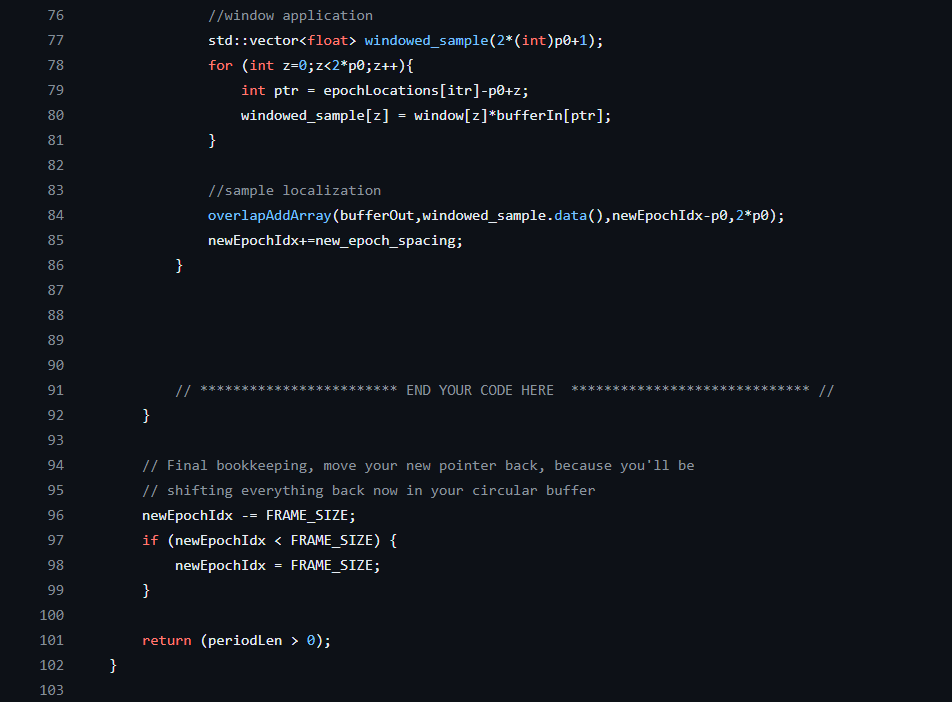 76 //window application
77 std::vector<float> windowed_sample(2*(int)p0+1);
78 for (int z=0;z<2*p0;z++){
79 int ptr = epochLocations[itr]-p0+z;
80 windowed_sample[z] = window[z]*bufferIn[ptr];
81 }
82
83 //sample localization
84 overlapAddArray(bufferOut,windowed_sample.data(),newEpochIdx-p0,2*p0);
85 newEpochIdx+=new_epoch_spacing;
86 }
87
88
89
90
91 // ************************ END YOUR CODE HERE ***************************** //
92 }
93
94 // Final bookkeeping, move your new pointer back, because you'll be
95 // shifting everything back now in your circular buffer
96 newEpochIdx -= FRAME_SIZE;
97 if (newEpochIdx < FRAME_SIZE) {
98 newEpochIdx = FRAME_SIZE;
99 }
100
101 return (periodLen > 0);
102 }
103